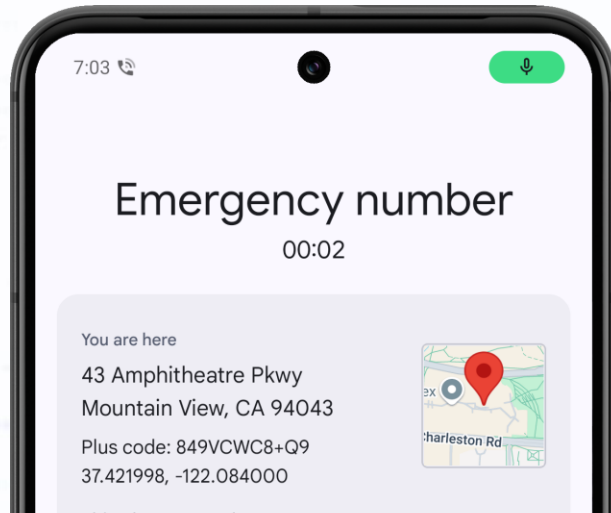 7:03
Emergency number
00:02
You are here
43 Amphitheatre Pkwy
Mountain View, CA 94043
Plus code: 849VCWC8+Q9
37.421998, -122.084000
ex
Charleston Rd